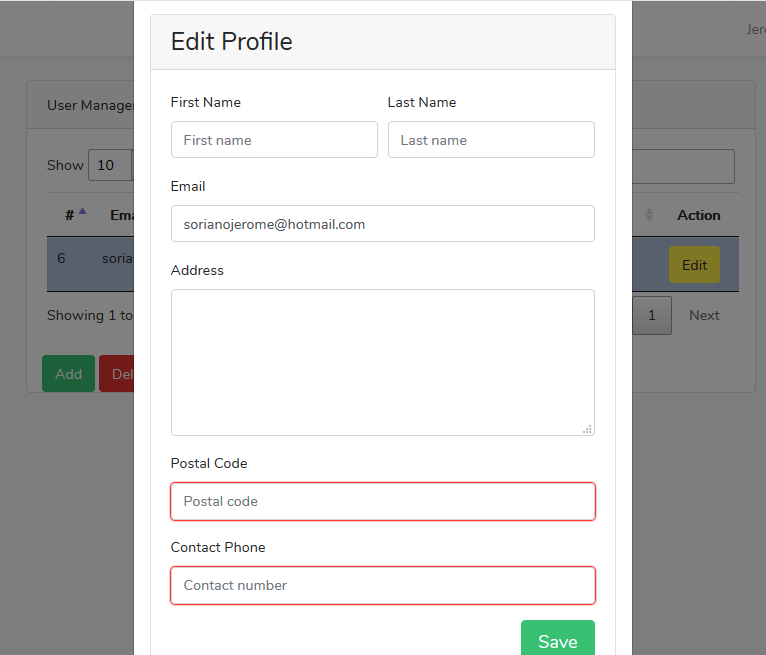 Edit Profile
Jer
User Manage
First Name
Last Name
First name
Last name
Show 10
Email
# Ema
Action
sorianojerome@hotmail.com
6 soria
Edit
Address
Showing 1 to
1 Next
Add
Del
Postal Code
Postal code
Contact Phone
Contact number
Save